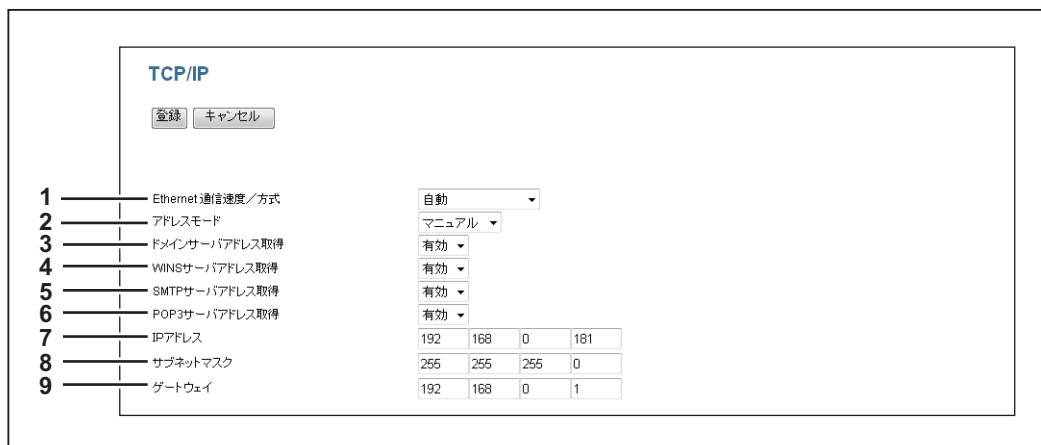 TCP/IP
登録 キャンセル
1 Ethernet 通信速度／方式 自動
2 アドレスモード マニュアル
3 ドメインサーバアドレス取得 有効
4 WINSサーバアドレス取得 有効
5 SMTPサーバアドレス取得 有効
6 POP3サーバアドレス取得 有効
7 IPアドレス 192 168 0 181
8 サブネットマスク 255 255 255 0
9 ゲートウェイ 192 168 0 1